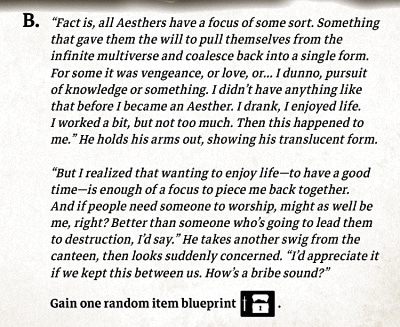 B. “Fact is, all Aesthers have a focus of some sort. Something
that gave them the will to pull themselves from the
infinite multiverse and coalesce back into a single form.
For some it was vengeance, or love, or... I dunno, pursuit
of knowledge or something. I didn’t have anything like
that before I became an Aesther. I drank, I enjoyed life.
I worked a bit, but not too much. Then this happened to
me.” He holds his arms out, showing his translucent form.
“But I realized that wanting to enjoy life—to have a good
time—is enough of a focus to piece me back together.
And if people need someone to worship, might as well be
me, right? Better than someone who’s going to lead them
to destruction, I’d say.” He takes another swig from the
canteen, then looks suddenly concerned. “I’d appreciate it
if we kept this between us. How’s a bribe sound?”
Gain one random item blueprint .